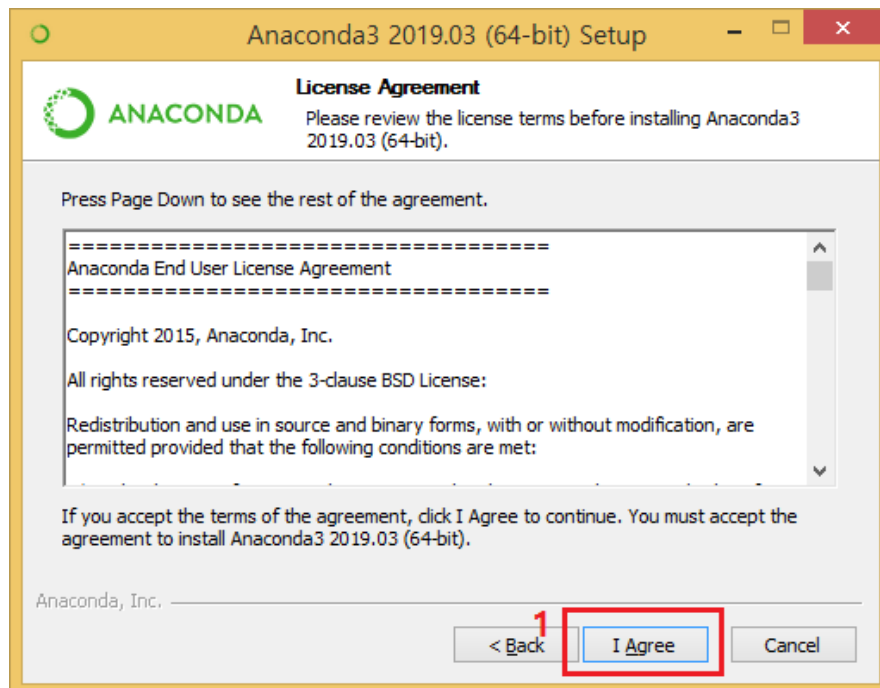 Anaconda3 2019.03 (64-bit) Setup
ANACONDA
License Agreement
Please review the license terms before installing Anaconda3
2019.03 (64-bit).
Press Page Down to see the rest of the agreement.
===================================
Anaconda End User License Agreement
===================================
Copyright 2015, Anaconda, Inc.
All rights reserved under the 3-clause BSD License:
Redistribution and use in source and binary forms, with or without modification, are
permitted provided that the following conditions are met:
If you accept the terms of the agreement, click I Agree to continue. You must accept the
agreement to install Anaconda3 2019.03 (64-bit).
Anaconda, Inc.
1
< Back I Agree Cancel